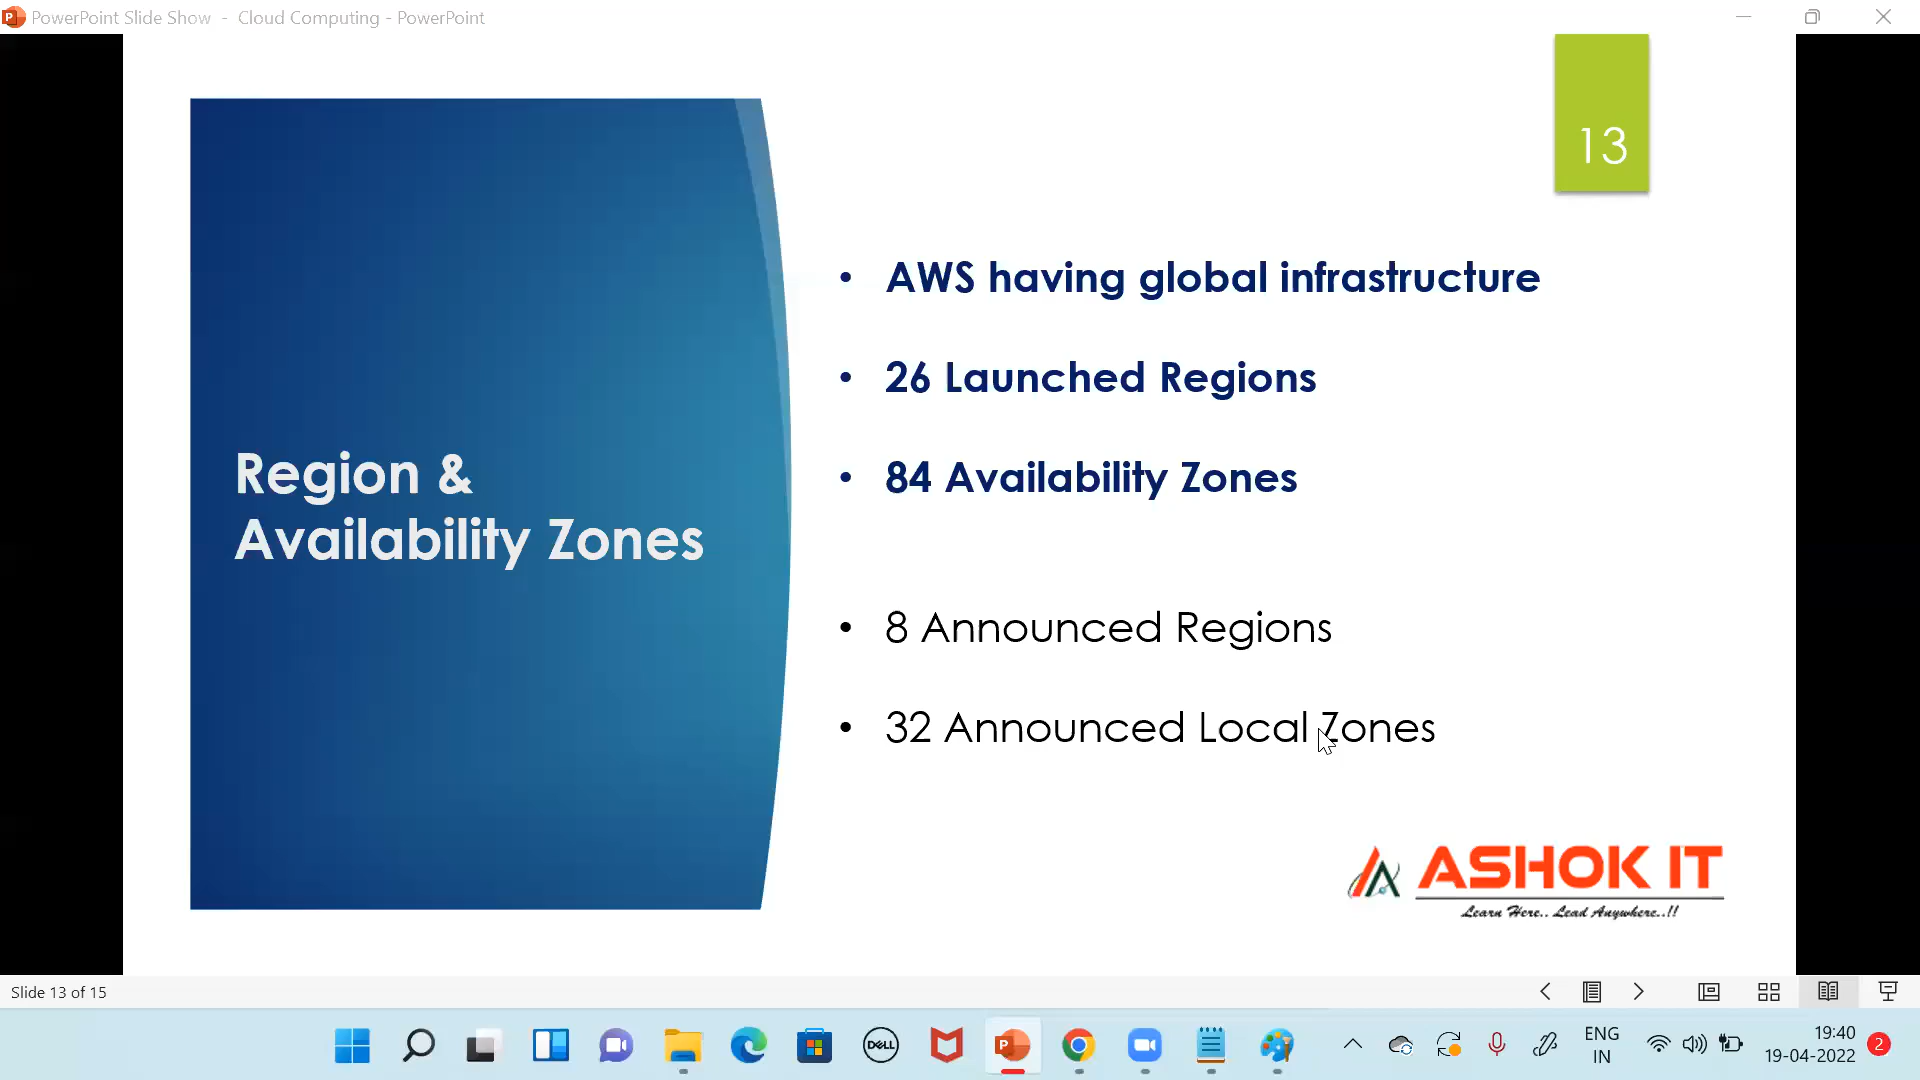 PowerPoint Slide Show - Cloud Computing - PowerPoint
13
Region &
Availability Zones
• AWS having global infrastructure
• 26 Launched Regions
• 84 Availability Zones
• 8 Announced Regions
• 32 Announced Local Zones
ASHOK IT
Learn Here.. Lead Anywhere..!!
Slide 13 of 15
DELL
P
ENG
IN
19:40
19-04-2022
2